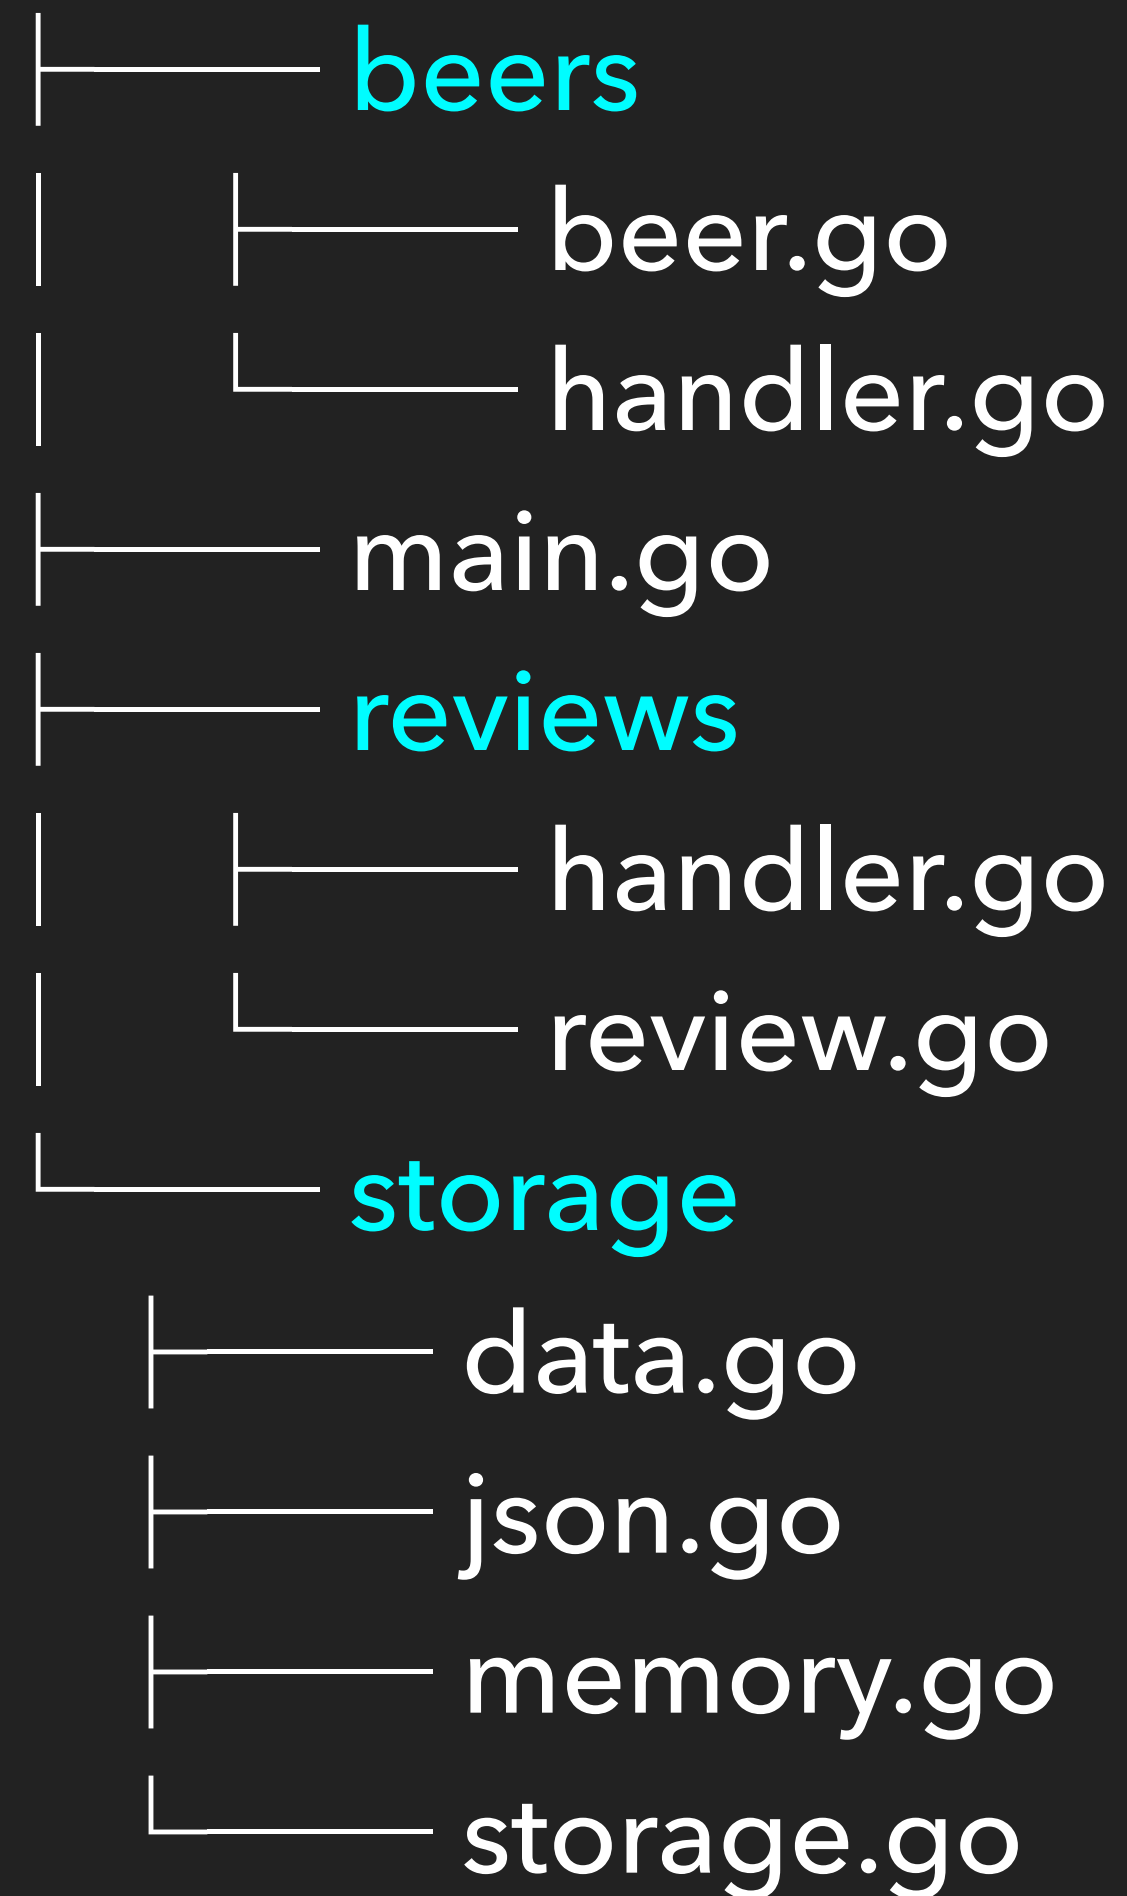 ├── beers
│   ├── beer.go
│   └── handler.go
├── main.go
├── reviews
│   ├── handler.go
│   └── review.go
└── storage
    ├── data.go
    ├── json.go
    ├── memory.go
    └── storage.go